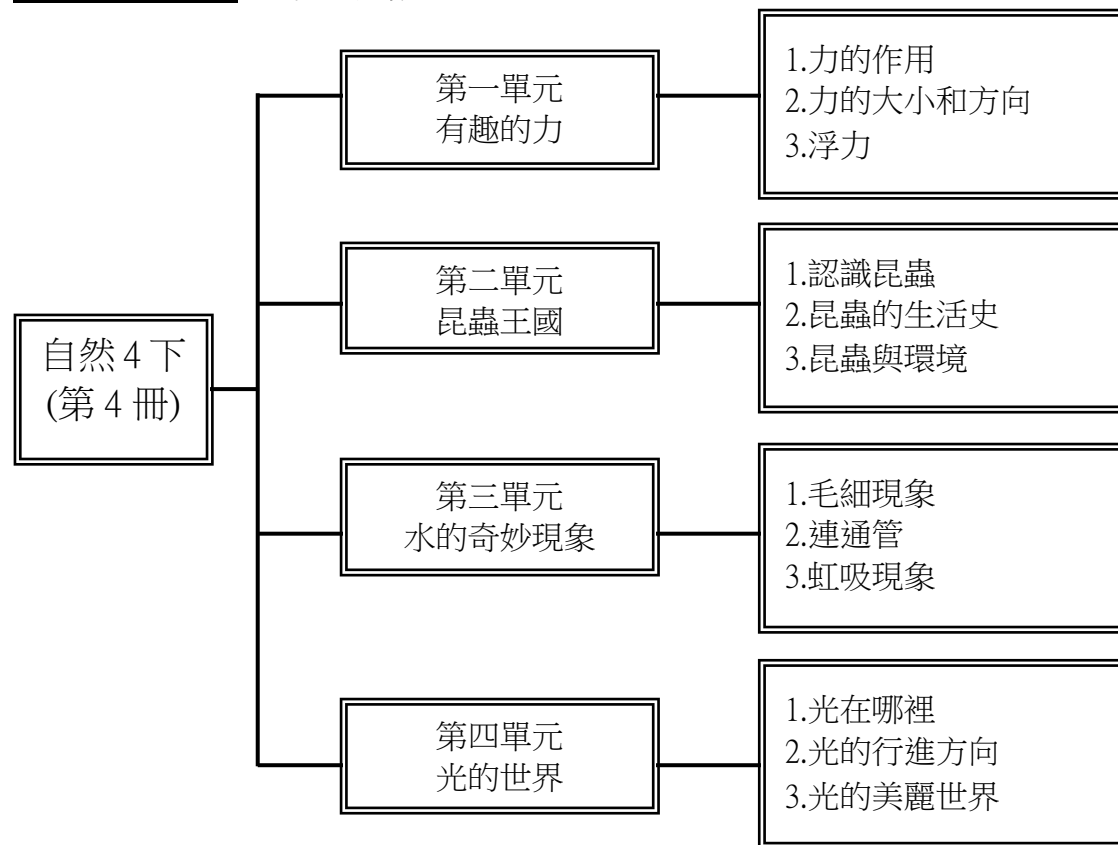 自然 4 下
(第 4 冊)
第一單元
有趣的力
1.力的作用
2.力的大小和方向
3.浮力
第二單元
昆蟲王國
1.認識昆蟲
2.昆蟲的生活史
3.昆蟲與環境
第三單元
水的奇妙現象
1.毛細現象
2.連通管
3.虹吸現象
第四單元
光的世界
1.光在哪裡
2.光的行進方向
3.光的美麗世界